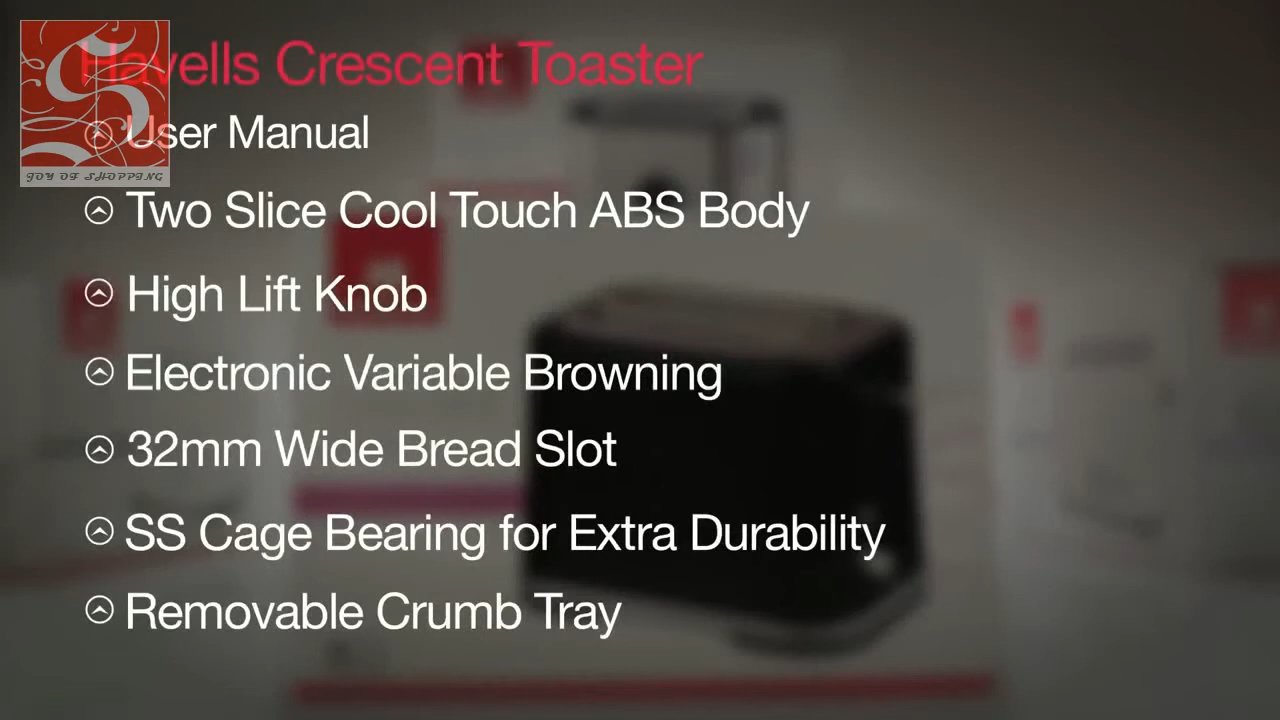 Havells Crescent Toaster
User Manual
Two Slice Cool Touch ABS Body
High Lift Knob
Electronic Variable Browning
32mm Wide Bread Slot
SS Cage Bearing for Extra Durability
Removable Crumb Tray
JOY OF SHOPPING